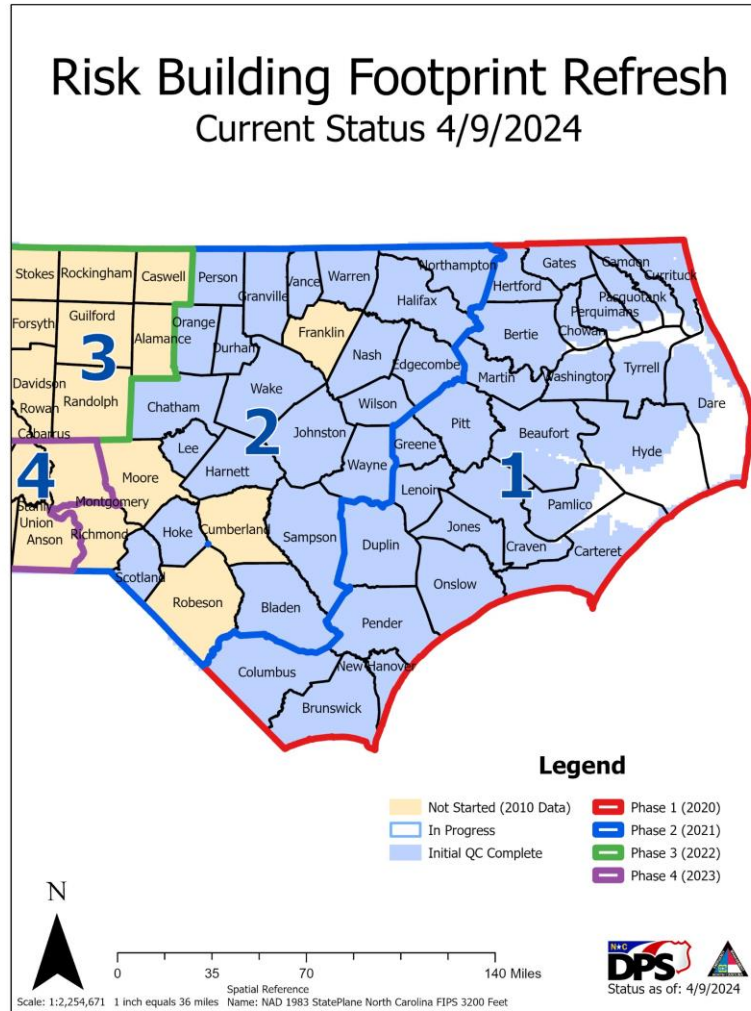 Risk Building Footprint Refresh
Current Status 4/9/2024
Stokes Rockingham Caswell Person Granville Vance Warren Northampton Gates Camden Currituck
Hertford Halifax Pasquotank Perquimans
Forsyth Guilford Alamance Orange Durham Franklin Nash Bertie Chowan
3
Edgecombe Martin Washington Tyrrell Dare
Davidson Randolph Chatham Wake Wilson
Rowan
Cabarrus
2
Lee Johnston Greene Pitt Beaufort Hyde
4
Moore Harnett Wayne Lenoir
1
Montgomery Pamlico
Stanly
Union Richmond Hoke Cumberland Sampson Duplin Jones Craven Carteret
Anson
Scotland Onslow
Robeson Bladen Pender
Columbus New Hanover
Brunswick
Legend
Not Started (2010 Data)
In Progress
Initial QC Complete
Phase 1 (2020)
Phase 2 (2021)
Phase 3 (2022)
Phase 4 (2023)
N
0 35 70 140 Miles
Spatial Reference
Scale: 1:2,254,671 1 inch equals 36 miles Name: NAD 1983 StatePlane North Carolina FIPS 3200 Feet
N★C
DPS
Status as of: 4/9/2024